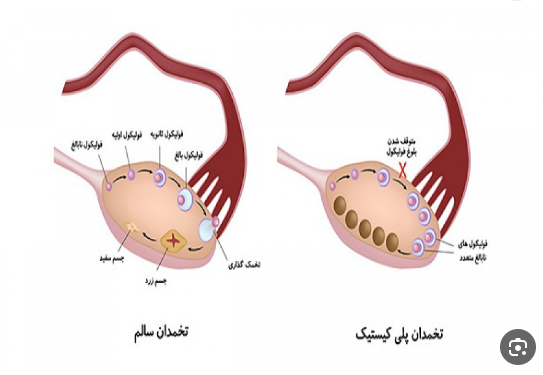 فولیکول ثانویه
فولیکول اولیه
فولیکول نابالغ
فولیکول بالغ
تخمک گذاری
جسم زرد
جسم سفید
تخمدان سالم
متوقف شدن
بلوغ فولیکول
فولیکول های
نابالغ متعدد
تخمدان پلی کیستیک